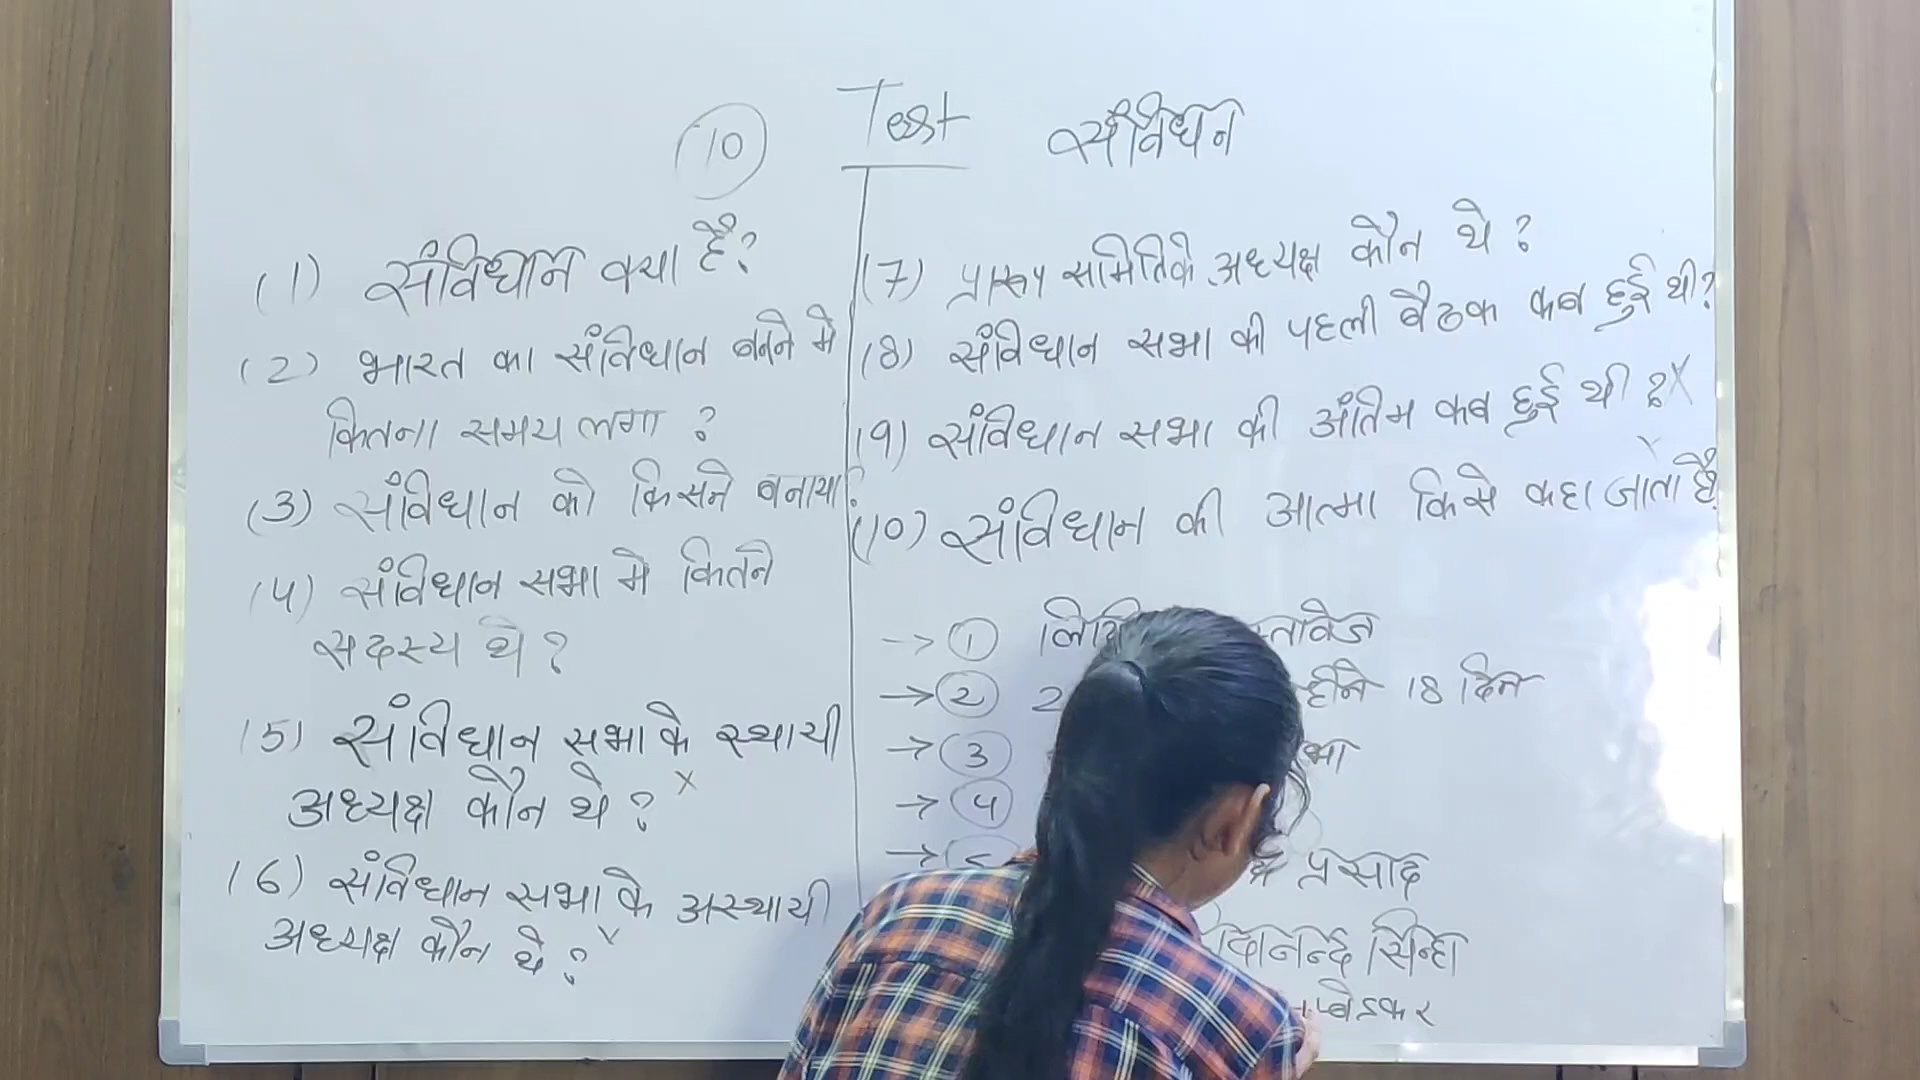 10 Test संविधान
(1) संविधान क्या है?
(2) भारत का संविधान बनने मे
कितना समय लगा ?
(3) संविधान को किसने बनाया?
(4) संविधान सभा मे कितने
सदस्य थे ?
(5) संविधान सभा के स्थायी
अध्यक्ष कौन थे ? x
(6) संविधान सभा के अस्थायी
अध्यक्ष कौन थे ?
(7) समिति के अध्यक्ष कौन थे ?
(8) संविधान सभा की पहली बैठक कब हुई थी?
(9) संविधान सभा की अंतिम कब हुई थी ? x
(10) संविधान की आत्मा किसे कहा जाता है?
→ 1
→ 2 2 18 दिन
→ 3
→ 4
→ 5 प्रसाद
सिन्हा